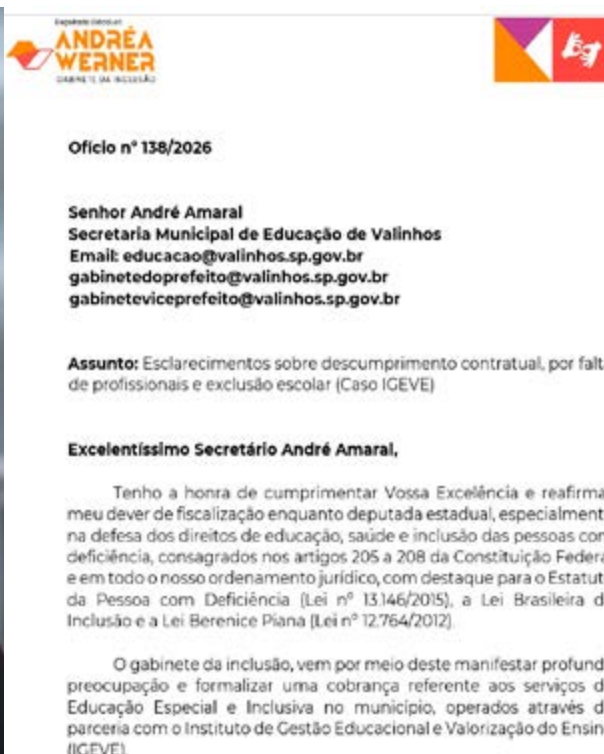 Deputada Estadual
ANDRÉA
WERNER
GABINETE DA INCLUSÃO
Ofício nº 138/2026
Senhor André Amaral
Secretaria Municipal de Educação de Valinhos
Email: educacao@valinhos.sp.gov.br
gabinetedoprefeito@valinhos.sp.gov.br
gabineteviceprefeito@valinhos.sp.gov.br
Assunto: Esclarecimentos sobre descumprimento contratual, por falt
de profissionais e exclusão escolar (Caso IGEVE)
Excelentíssimo Secretário André Amaral,
Tenho a honra de cumprimentar Vossa Excelência e reafirma
meu dever de fiscalização enquanto deputada estadual, especialment
na defesa dos direitos de educação, saúde e inclusão das pessoas con
deficiência, consagrados nos artigos 205 a 208 da Constituição Federa
e em todo o nosso ordenamento jurídico, com destaque para o Estatut
da Pessoa com Deficiência (Lei nº 13.146/2015), a Lei Brasileira d
Inclusão e a Lei Berenice Piana (Lei nº 12.764/2012).
O gabinete da inclusão, vem por meio deste manifestar profund
preocupação e formalizar uma cobrança referente aos serviços d
Educação Especial e Inclusiva no município, operados através d
parceria com o Instituto de Gestão Educacional e Valorização do Ensin
(IGEVE).